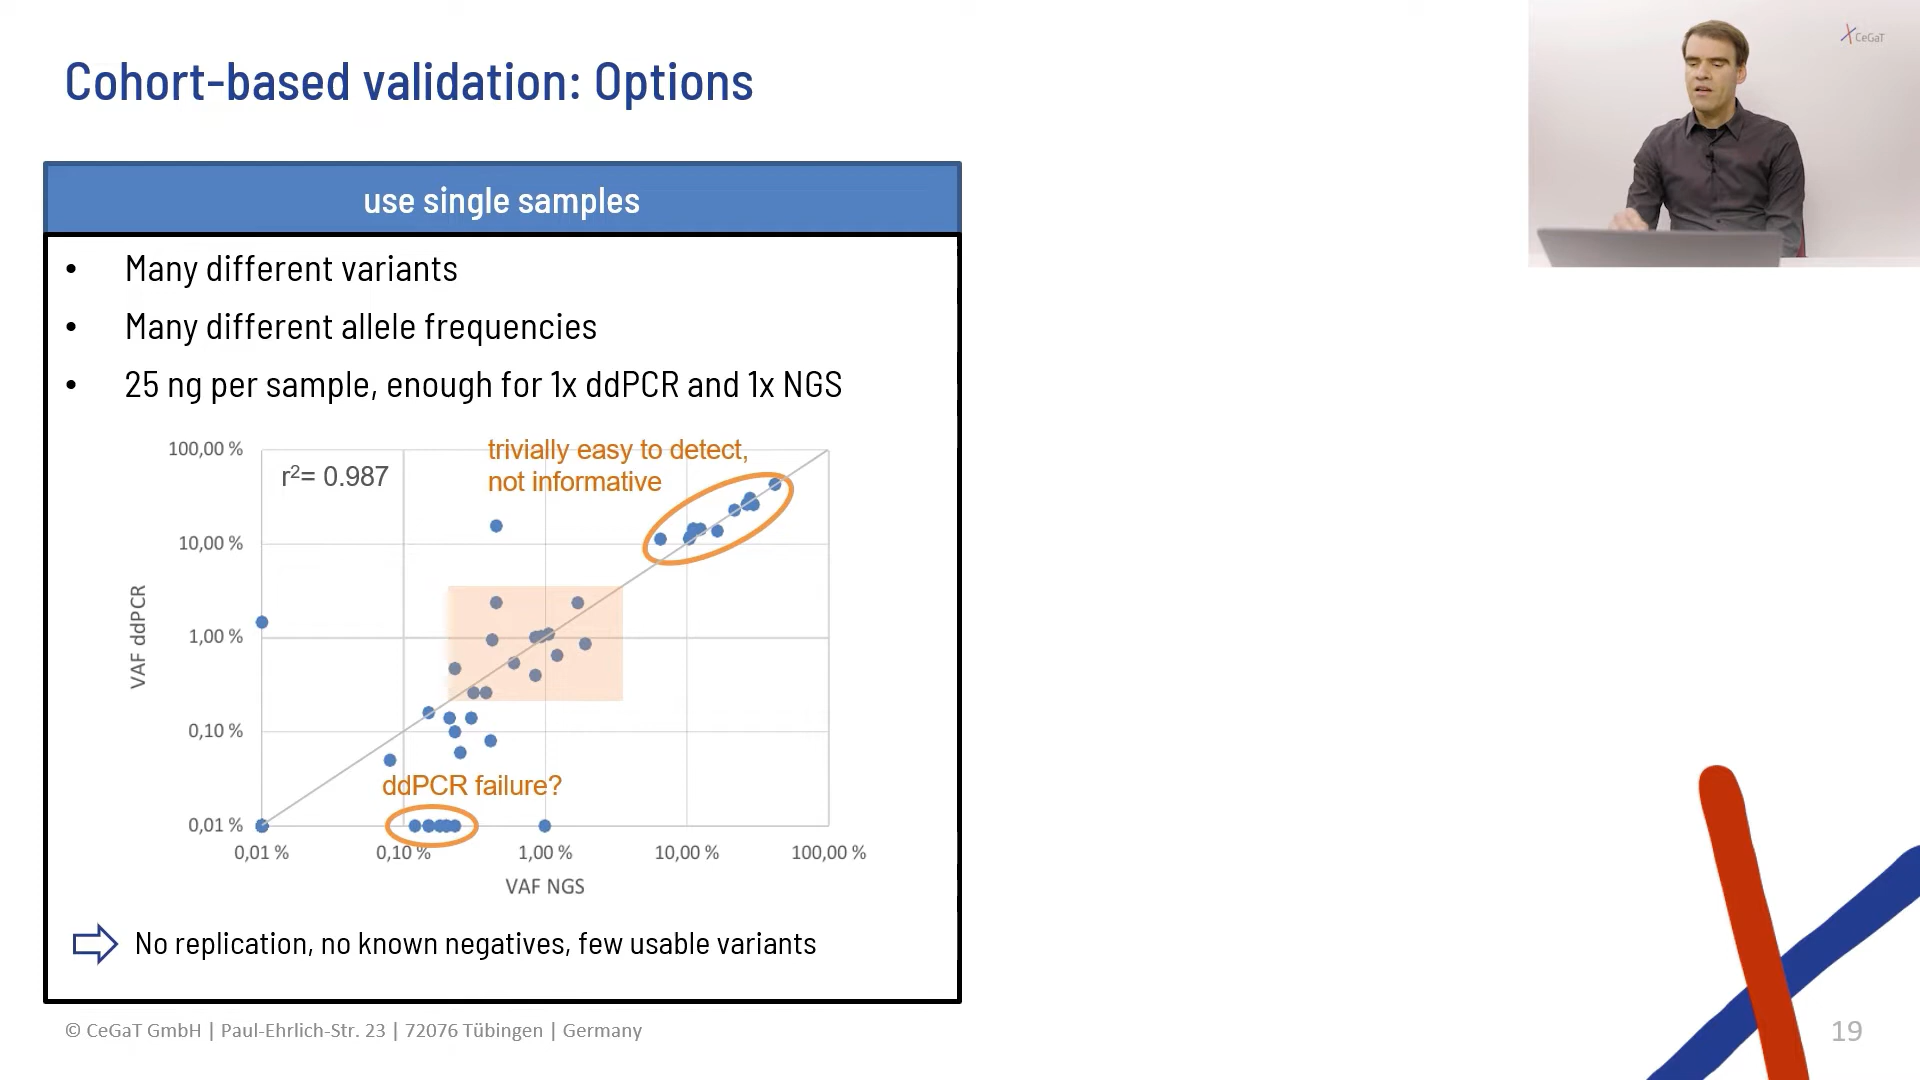 Cohort-based validation: Options
CeGaT
use single samples
• Many different variants
• Many different allele frequencies
• 25 ng per sample, enough for 1x ddPCR and 1x NGS
100,00 %
10,00 %
1,00 %
0,10 %
0,01 %
VAF ddPCR
r²= 0.987
trivially easy to detect,
not informative
ddPCR failure?
0,01 % 0,10 % 1,00 % 10,00 % 100,00 %
VAF NGS
No replication, no known negatives, few usable variants
© CeGaT GmbH | Paul-Ehrlich-Str. 23 | 72076 Tübingen | Germany
19